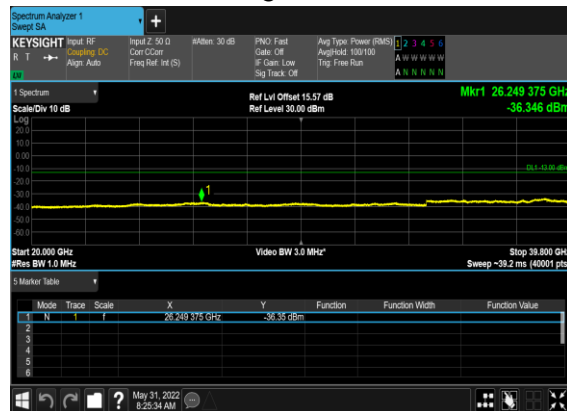 Spectrum Analyzer 1
Swept SA
+
KEYSIGHT Input: RF Input Z: 50 Ω #Atten: 30 dB PNO: Fast Avg Type: Power (RMS) 1 2 3 4 5 6
R T Coupling: DC Corr CCorr Gate: Off Avg|Hold: 100/100 A W W W W W
Align: Auto Freq Ref: Int (S) IF Gain: Low Trig: Free Run
Sig Track: Off A N N N N N
1 Spectrum Ref Lvl Offset 15.57 dB Mkr1 26.249 375 GHz
Scale/Div 10 dB Ref Level 30.00 dBm -36.346 dBm
Log
20.0
10.0
0.00
-10.0 DL1 -13.00 dBm
-20.0
-30.0 1
-40.0
-50.0
-60.0
Start 20.000 GHz Video BW 3.0 MHz* Stop 39.800 GHz
#Res BW 1.0 MHz Sweep ~39.2 ms (40001 pts)
5 Marker Table
Mode Trace Scale X Y Function Function Width Function Value
1 N 1 f 26.249 375 GHz -36.35 dBm
2
3
4
5
6
? May 31, 2022
8:25:34 AM